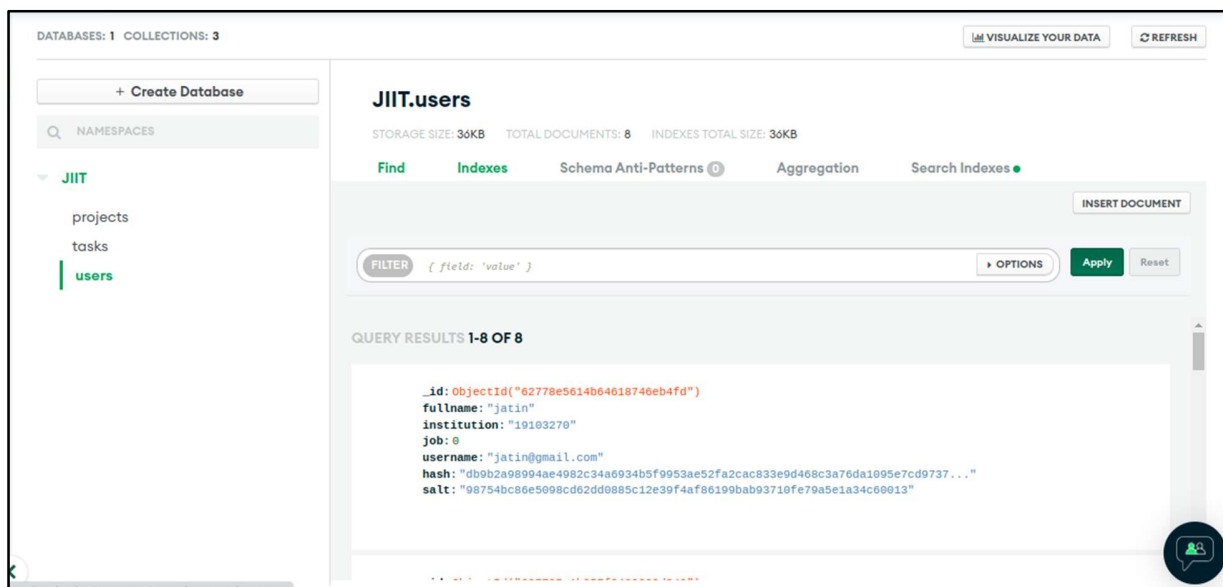 DATABASES: 1 COLLECTIONS: 3
VISUALIZE YOUR DATA
REFRESH
+ Create Database
NAMESPACES
JIIT
projects
tasks
users
JIIT.users
STORAGE SIZE: 36KB TOTAL DOCUMENTS: 8 INDEXES TOTAL SIZE: 36KB
Find Indexes Schema Anti-Patterns 0 Aggregation Search Indexes
INSERT DOCUMENT
FILTER { field: 'value' } OPTIONS Apply Reset
QUERY RESULTS 1-8 OF 8
_id: ObjectId("62778e5614b64618746eb4fd")
fullname: "jatin"
institution: "19103270"
job: 0
username: "jatin@gmail.com"
hash: "db9b2a98994ae4982c34a6934b5f9953ae52fa2cac833e9d468c3a76da1095e7cd9737..."
salt: "98754bc86e5098cd62dd0885c12e39f4af86199bab93710fe79a5e1a34c60013"